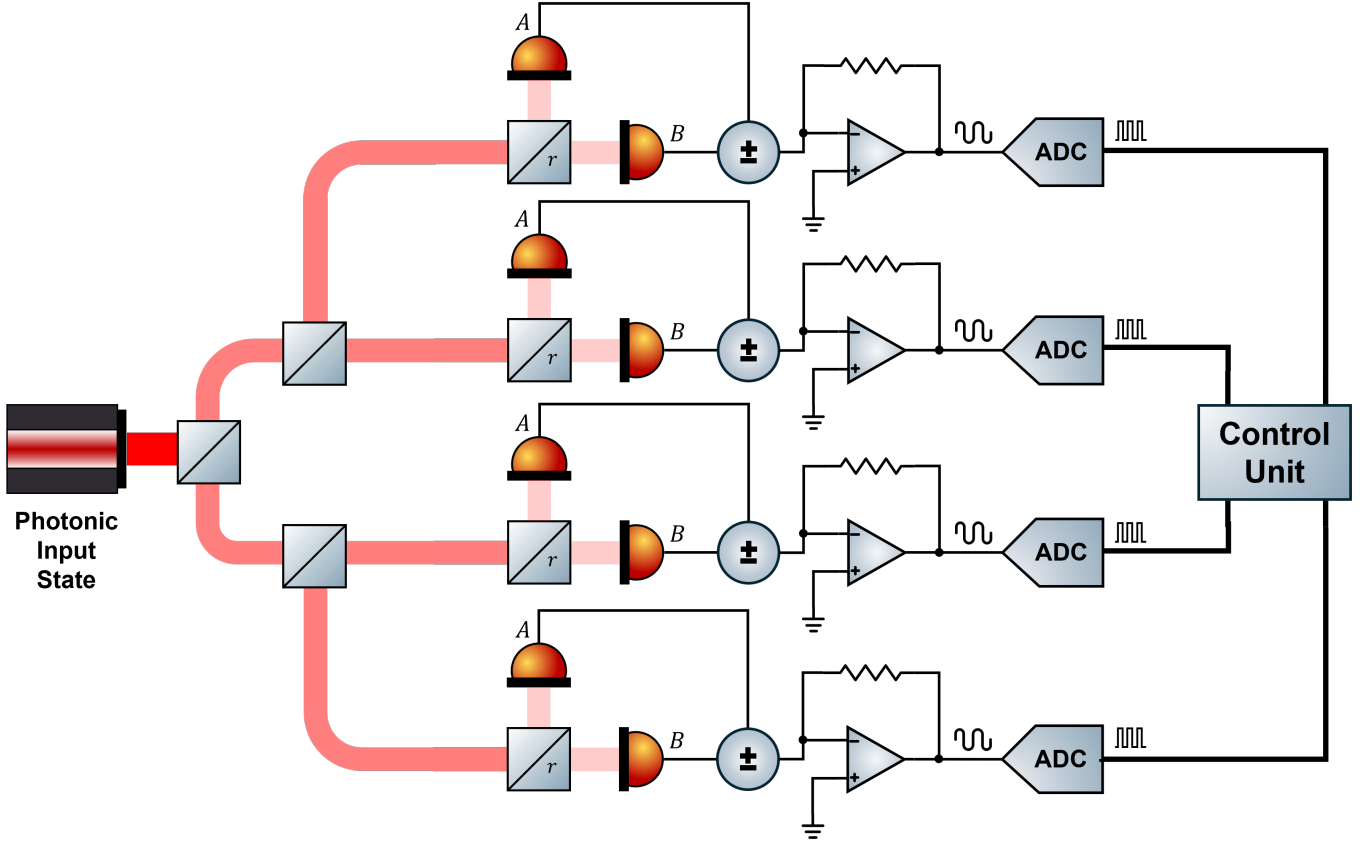 A
r
B
±
−
+
ADC
A
r
B
±
−
+
ADC
Control
Unit
Photonic
Input
State
A
r
B
±
−
+
ADC
A
r
B
±
−
+
ADC